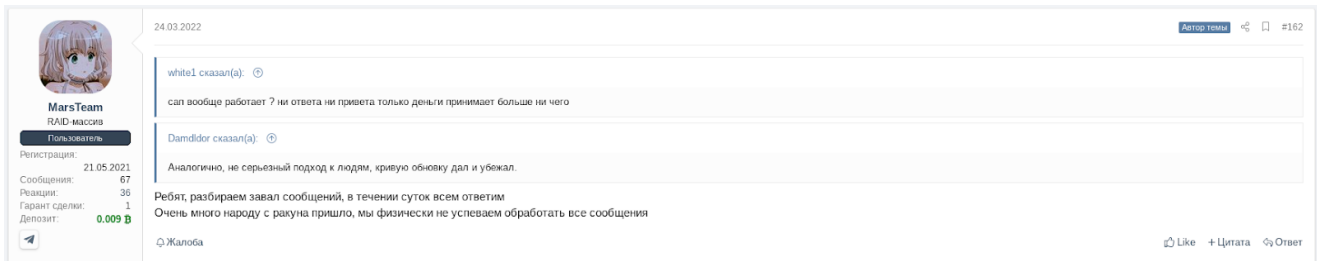 24.03.2022
Автор темы
#162
MarsTeam
RAID-массив
Пользователь
Регистрация:
21.05.2021
Сообщения: 67
Реакции: 36
Гарант сделки: 1
Депозит: 0.009 ₿
white1 сказал(а):
сап вообще работает ? ни ответа ни привета только деньги принимает больше ни чего
Damdldor сказал(а):
Аналогично, не серьезный подход к людям, кривую обновку дал и убежал.
Ребят, разбираем завал сообщений, в течении суток всем ответим
Очень много народу с ракуна пришло, мы физически не успеваем обработать все сообщения
Жалоба
Like + Цитата Ответ